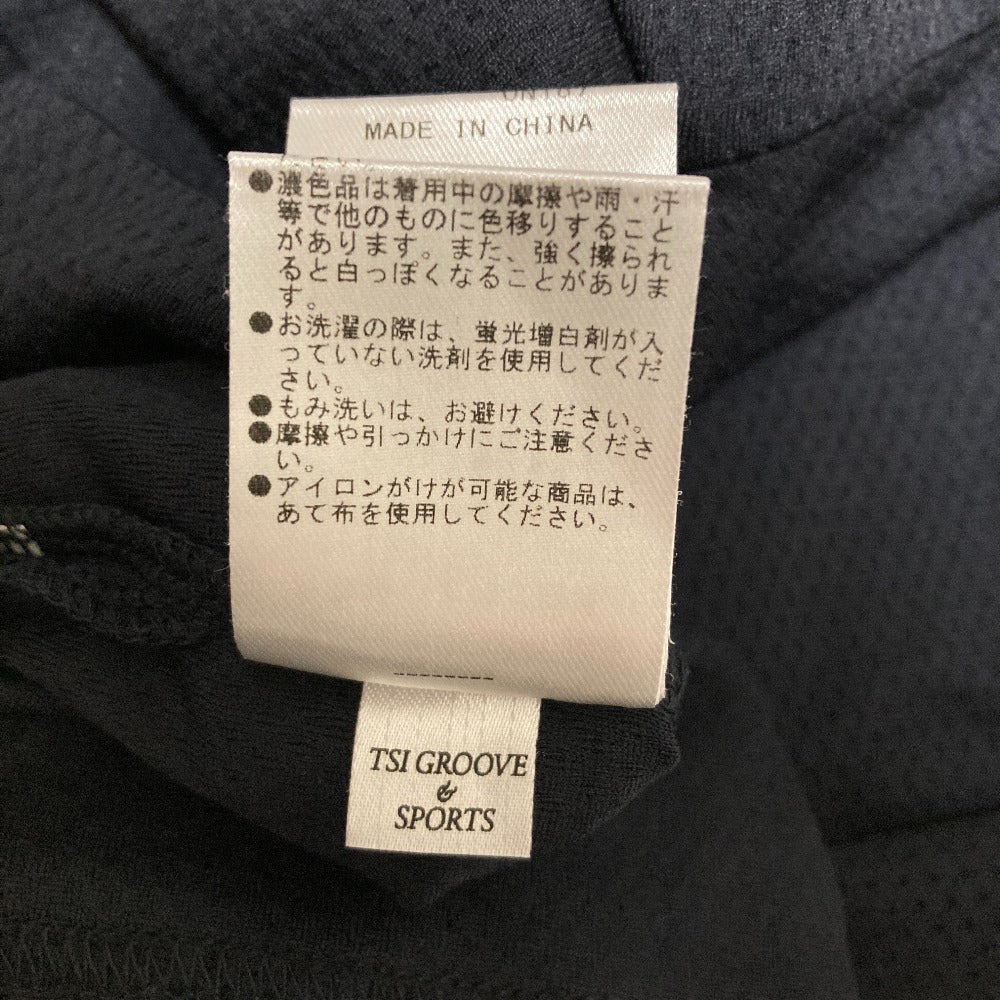 MADE IN CHINA
●濃色品は着用中の摩擦や雨・汗
等で他のものに色移りすること
があります。また、強く擦られ
ると白っぽくなることがありま
す。
●お洗濯の際は、蛍光増白剤が入
っていない洗剤を使用してくだ
さい。
●もみ洗いは、お避けください。
●摩擦や引っかけにご注意くださ
い。
●アイロンがけが可能な商品は、
あて布を使用してください。
TSI GROOVE
&
SPORTS